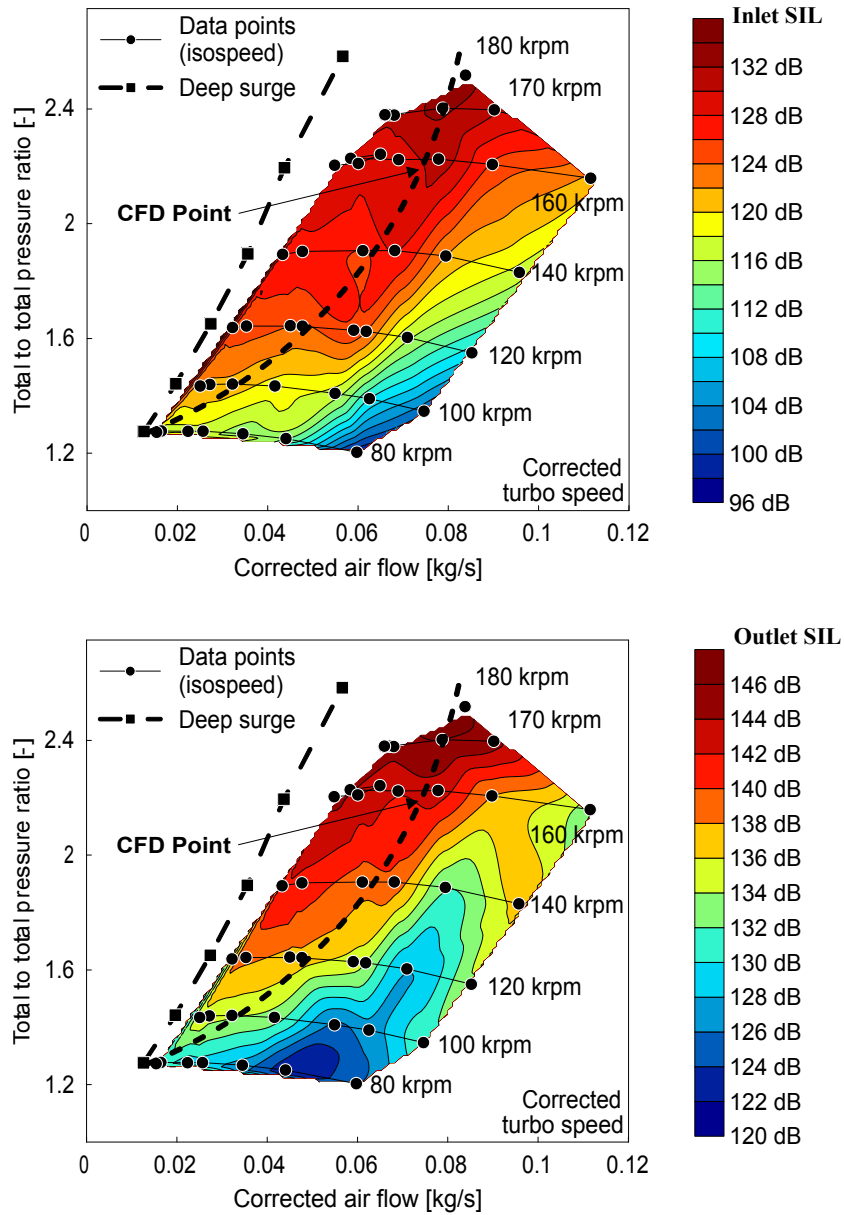 Inlet SIL
Data points
(isospeed)
Deep surge
180 krpm
170 krpm
CFD Point
160 krpm
140 krpm
120 krpm
100 krpm
80 krpm
Corrected
turbo speed
Total to total pressure ratio [-]
2.4
2
1.6
1.2
0
0.02
0.04
0.06
0.08
0.1
0.12
Corrected air flow [kg/s]
132 dB
128 dB
124 dB
120 dB
116 dB
112 dB
108 dB
104 dB
100 dB
96 dB
Outlet SIL
Data points
(isospeed)
Deep surge
180 krpm
170 krpm
CFD Point
160 krpm
140 krpm
120 krpm
100 krpm
80 krpm
Corrected
turbo speed
Total to total pressure ratio [-]
2.4
2
1.6
1.2
0
0.02
0.04
0.06
0.08
0.1
0.12
Corrected air flow [kg/s]
146 dB
144 dB
142 dB
140 dB
138 dB
136 dB
134 dB
132 dB
130 dB
128 dB
126 dB
124 dB
122 dB
120 dB